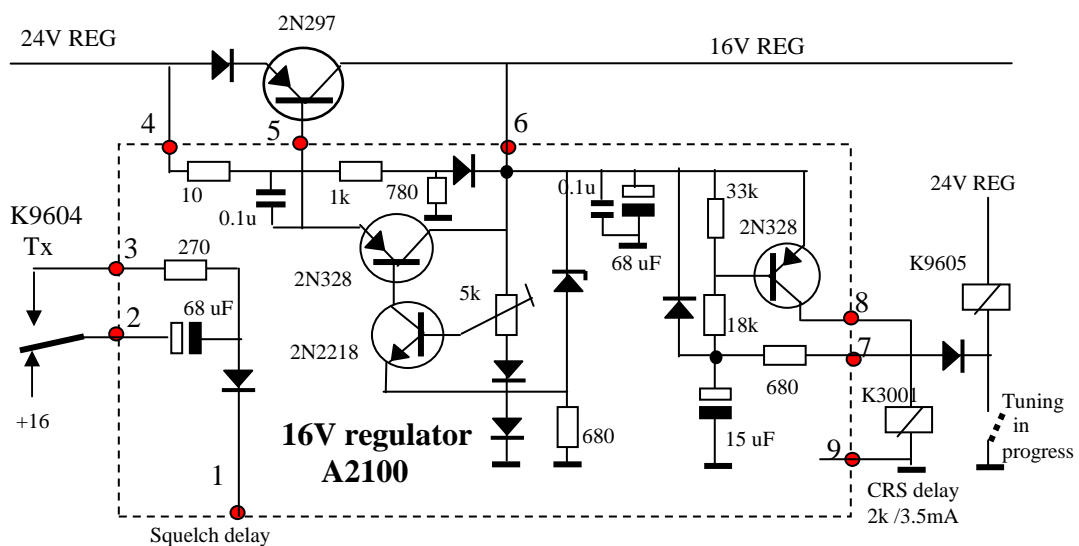 2N297
24V REG
16V REG
4
5
6
10
1k
780
0.1u
0.1u
68 uF
33k
24V REG
K9604
Tx
3
270
2N328
2N328
K9605
2
68 uF
5k
8
18k
7
2N2218
680
K3001
+16
16V regulator
A2100
680
15 uF
9
Tuning
in
progress
1
CRS delay
2k /3.5mA
Squelch delay